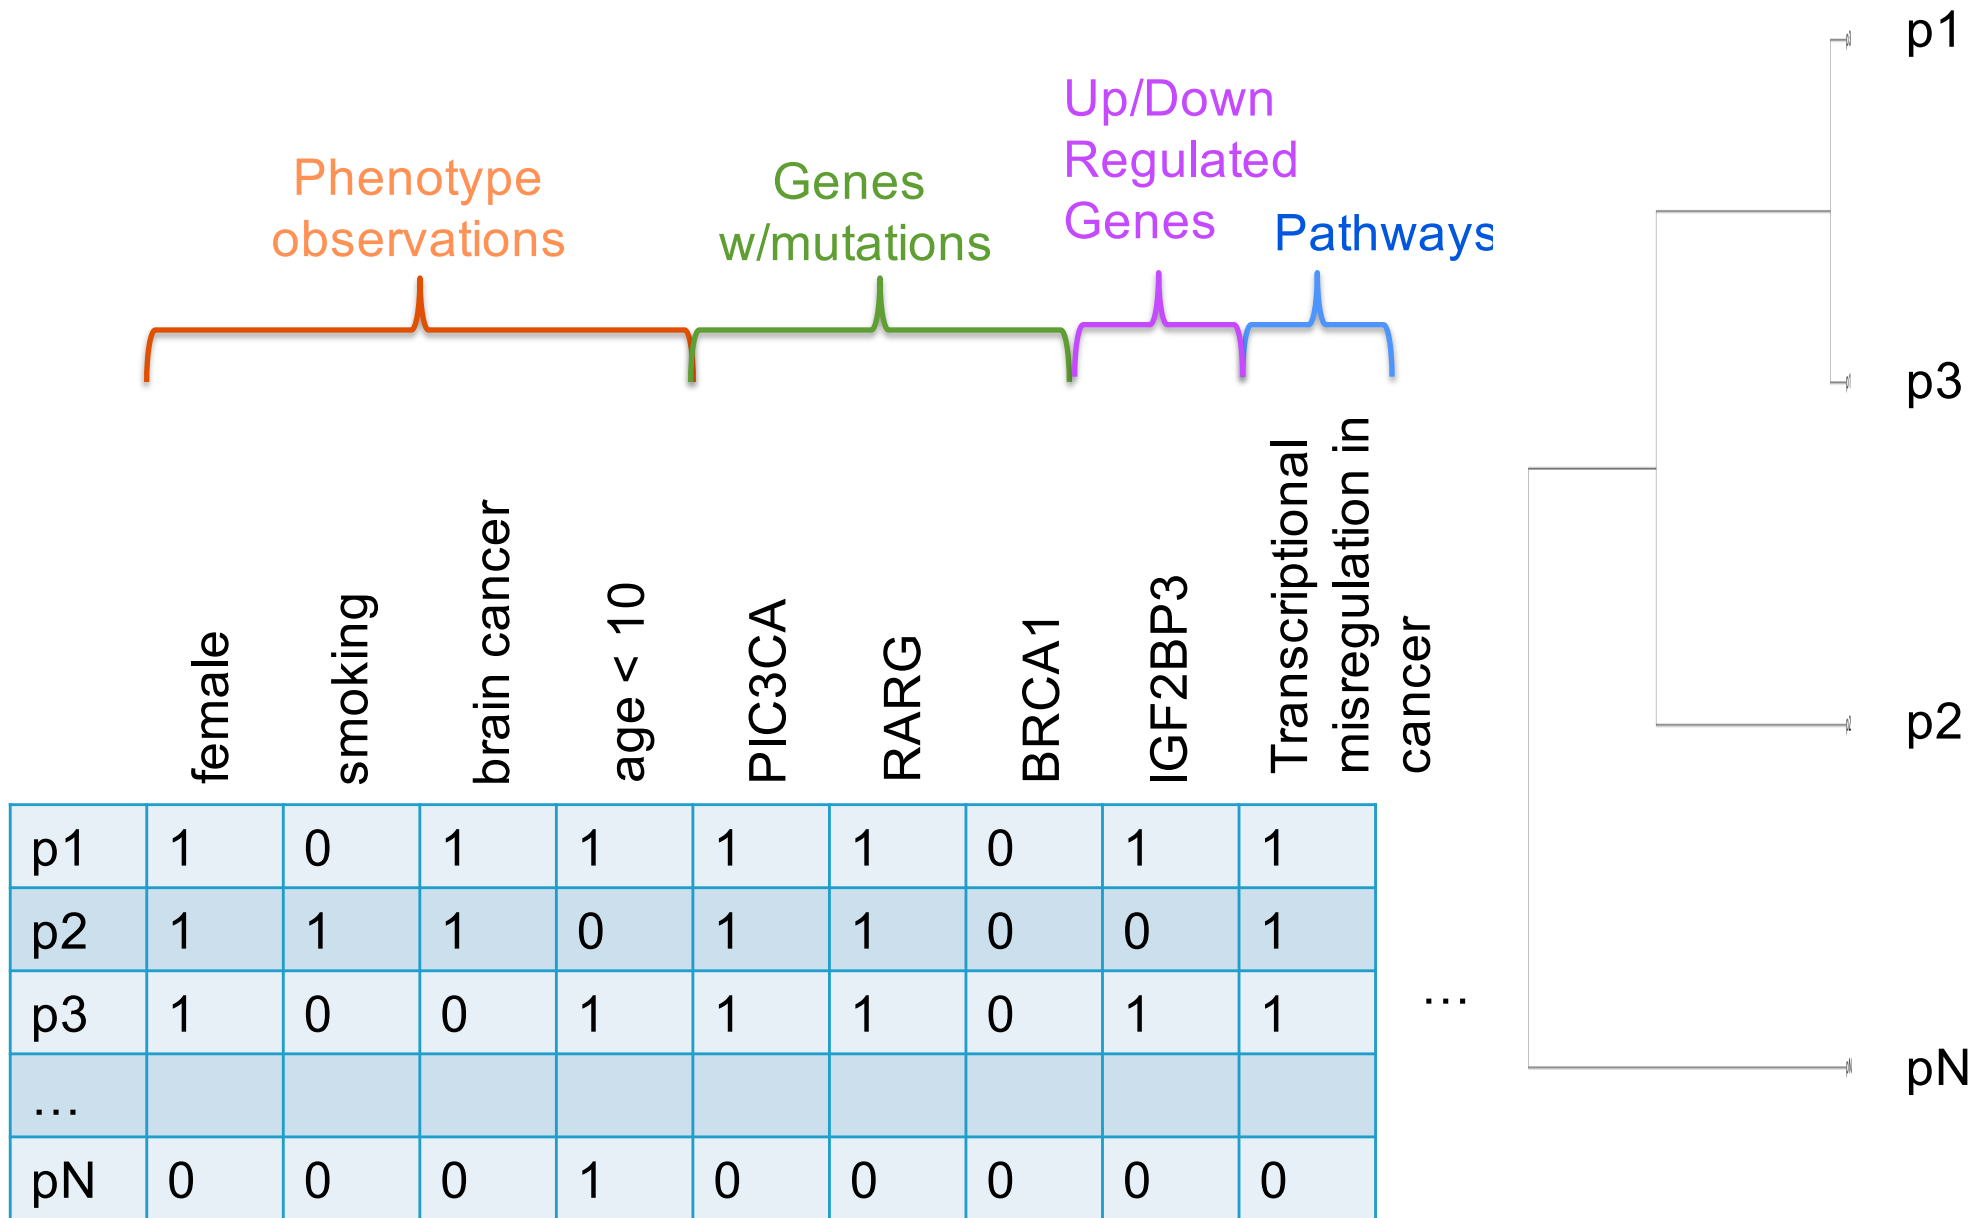 p1
Up/Down
Regulated
Genes
Phenotype
observations
Genes
w/mutations
Pathways
p3
female
smoking
brain cancer
age < 10
PIC3CA
RARG
BRCA1
IGF2BP3
Transcriptional
misregulation in
cancer
p2
p1 1 0 1 1 1 1 0 1 1
p2 1 1 1 0 1 1 0 0 1
p3 1 0 0 1 1 1 0 1 1
...
...
pN
pN 0 0 0 1 0 0 0 0 0